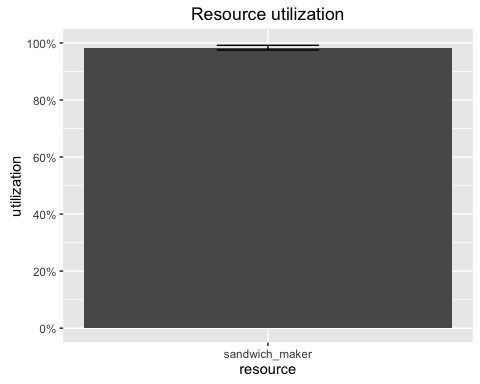 Resource utilization
100%
80%
60%
40%
20%
0%
utilization
sandwich_maker
resource